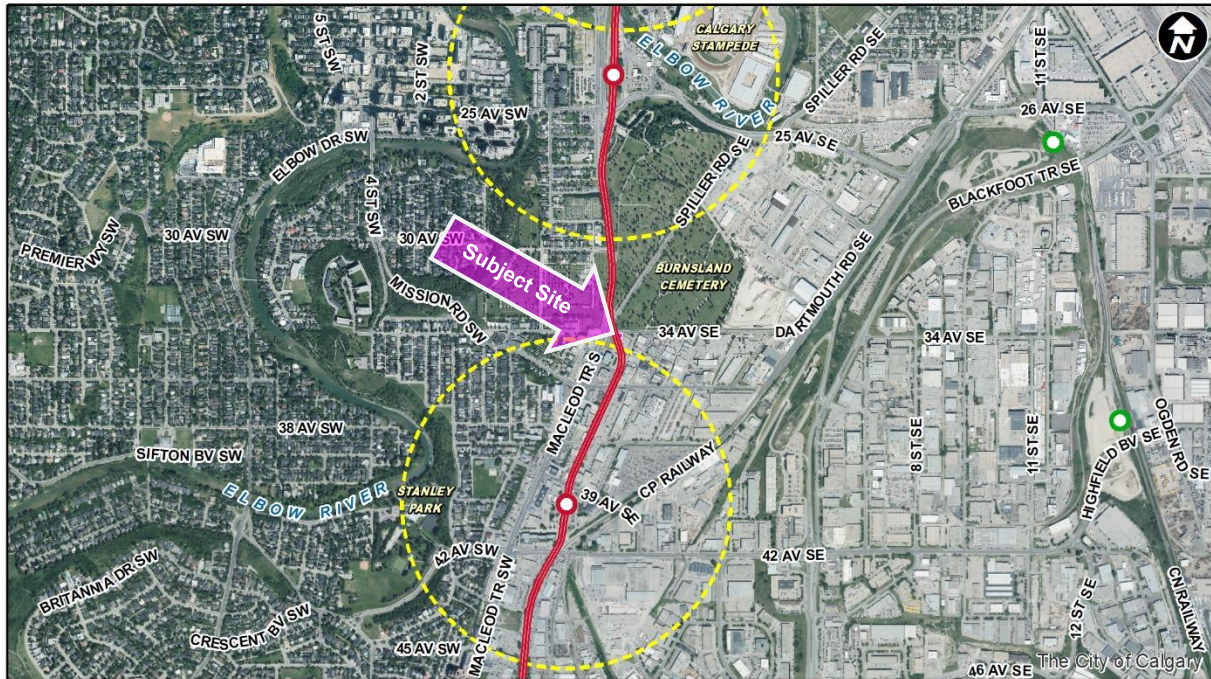 5 ST SW
2 ST SW
CALGARY
STAMPEDE
SPILLER RD SE
11 ST SE
N
ELBOW RIVER
25 AV SW
26 AV SE
25 AV SE
ELBOW DR SW
BLACKFOOT TR SE
4 ST SW
SPILLER RD SE
PREMIER WY SW
30 AV SW
30 AV SW
Subject Site
BURNSLAND
CEMETERY
MISSION RD SW
DARTMOUTH RD SE
34 AV SE
34 AV SE
MACLEOD TR S
8 ST SE
11 ST SE
OGDEN RD SE
38 AV SW
SIFTON BV SW
CP RAILWAY
HIGHFIELD BV SE
ELBOW RIVER
STANLEY
PARK
39 AV SE
42 AV SW
42 AV SE
BRITANNIA DR SW
MACLEOD TR SW
12 ST SE
CN RAILWAY
CRESCENT BV SW
45 AV SW
46 AV SE
The City of Calgary